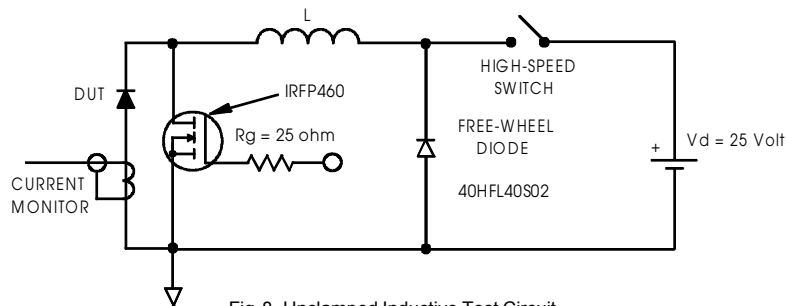 L
HIGH-SPEED
SWITCH
DUT
IRFP460
Rg = 25 ohm
FREE-WHEEL
DIODE
+
Vd = 25 Volt
CURRENT
MONITOR
40HFL40S02
Fig. 8- Unclamped Inductive Test Circuit